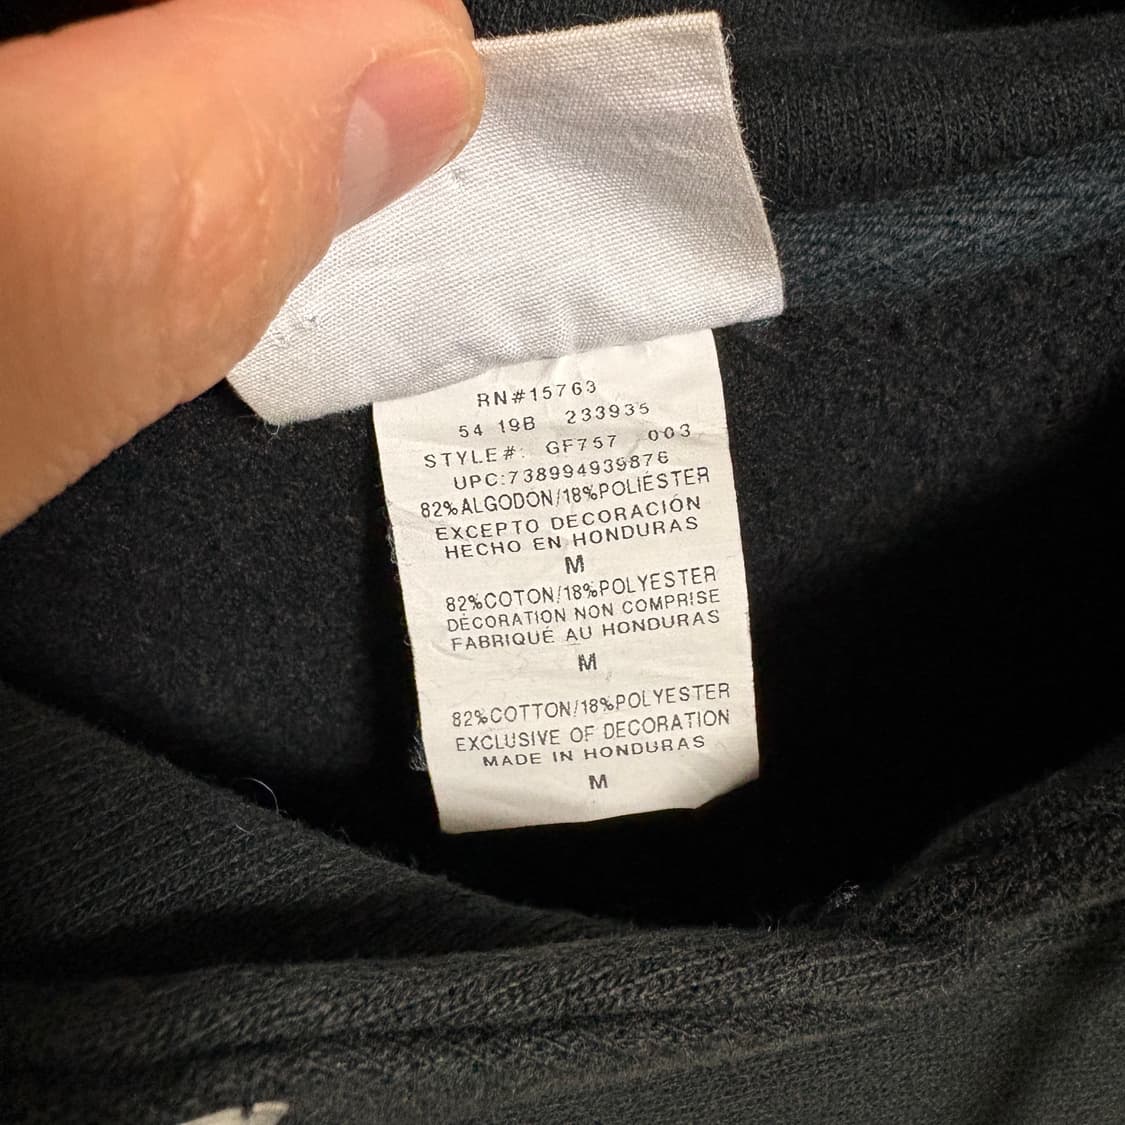 RN#15763
54 19B 233935
STYLE#: GF757 003
UPC:738994939876
82%ALGODÓN/18%POLIÉSTER
EXCEPTO DECORACIÓN
HECHO EN HONDURAS
M
82%COTON/18%POLYESTER
DÉCORATION NON COMPRISE
FABRIQUÉ AU HONDURAS
M
82%COTTON/18%POLYESTER
EXCLUSIVE OF DECORATION
MADE IN HONDURAS
M